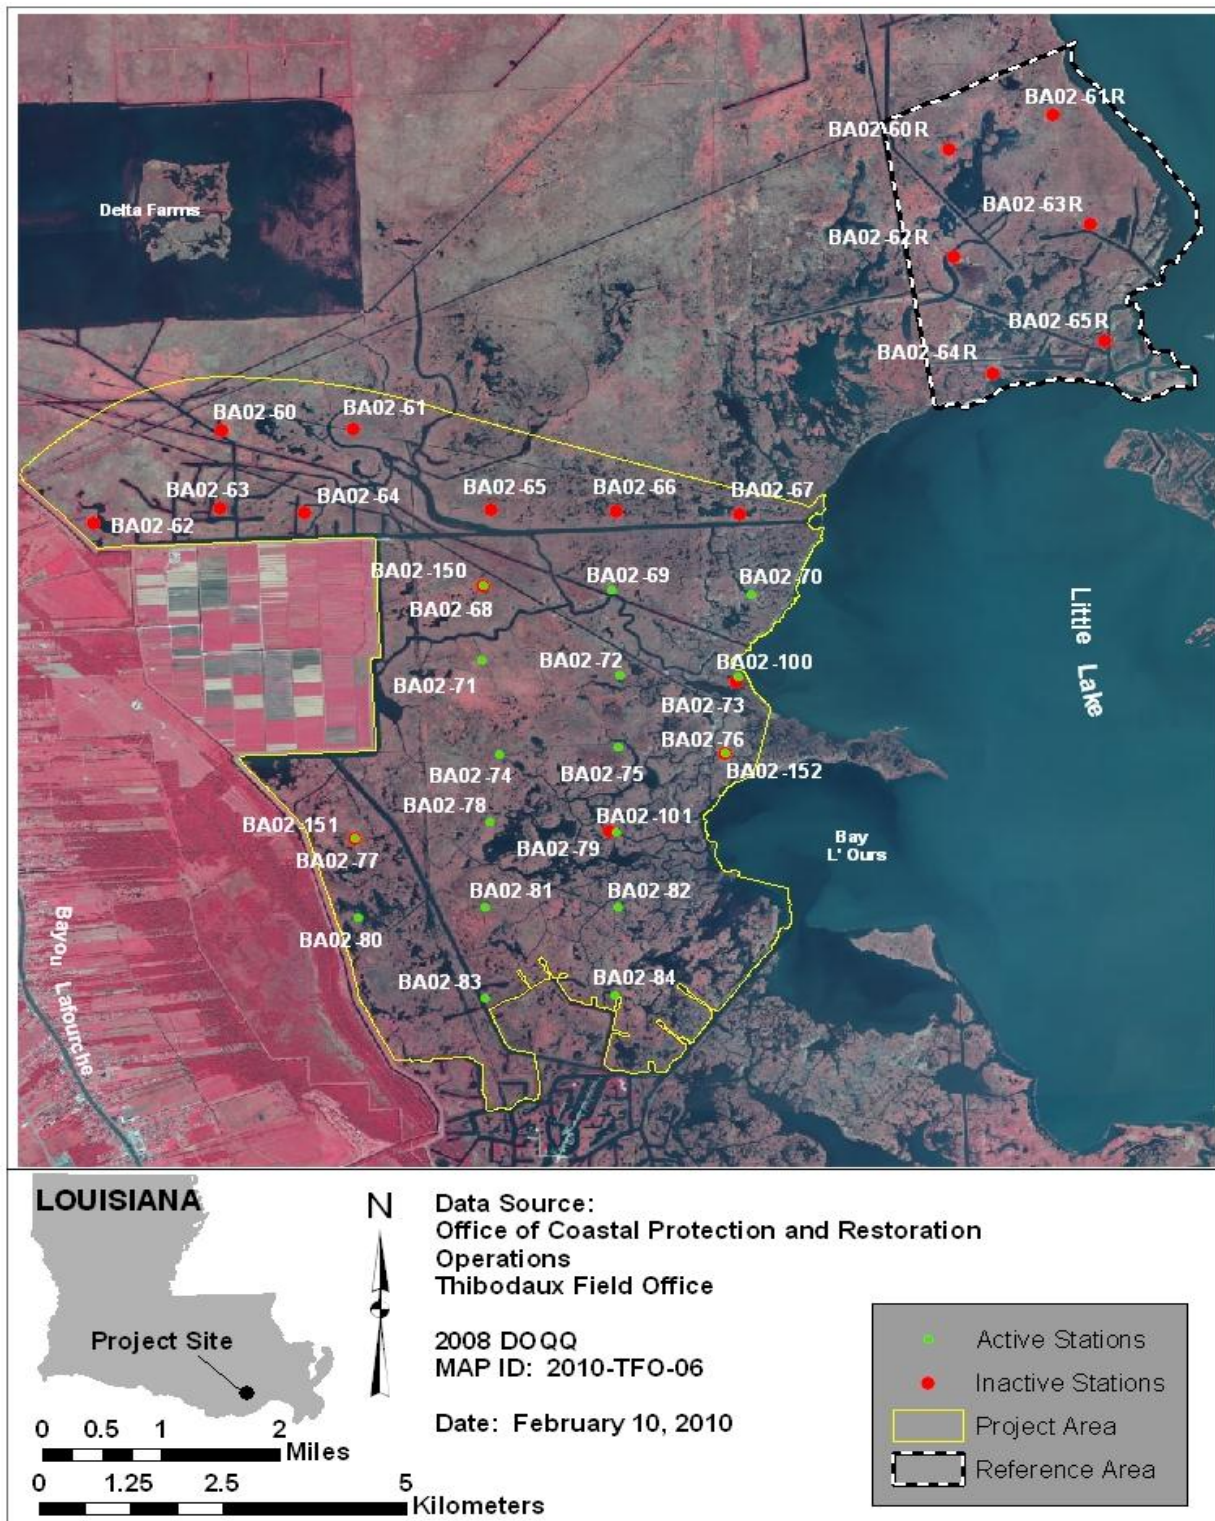 BA02-61R
BA02-60R
Delta Farms
BA02-63R
BA02-62R
BA02-65R
BA02-64R
BA02-60
BA02-61
BA02-63
BA02-64
BA02-65
BA02-66
BA02-67
BA02-62
BA02-150
BA02-69
BA02-70
BA02-68
Little Lake
BA02-72
BA02-100
BA02-71
BA02-73
BA02-76
BA02-74
BA02-75
BA02-152
BA02-78
BA02-101
BA02-151
BA02-79
BA02-77
Bay
L' Ours
BA02-81
BA02-82
BA02-80
Bayou Lafourche
BA02-83
BA02-84
LOUISIANA
Project Site
0 0.5 1 2
Miles
0 1.25 2.5 5
Kilometers
N
Data Source:
Office of Coastal Protection and Restoration
Operations
Thibodaux Field Office
2008 DOQQ
MAP ID: 2010-TFO-06
Date: February 10, 2010
Active Stations
Inactive Stations
Project Area
Reference Area